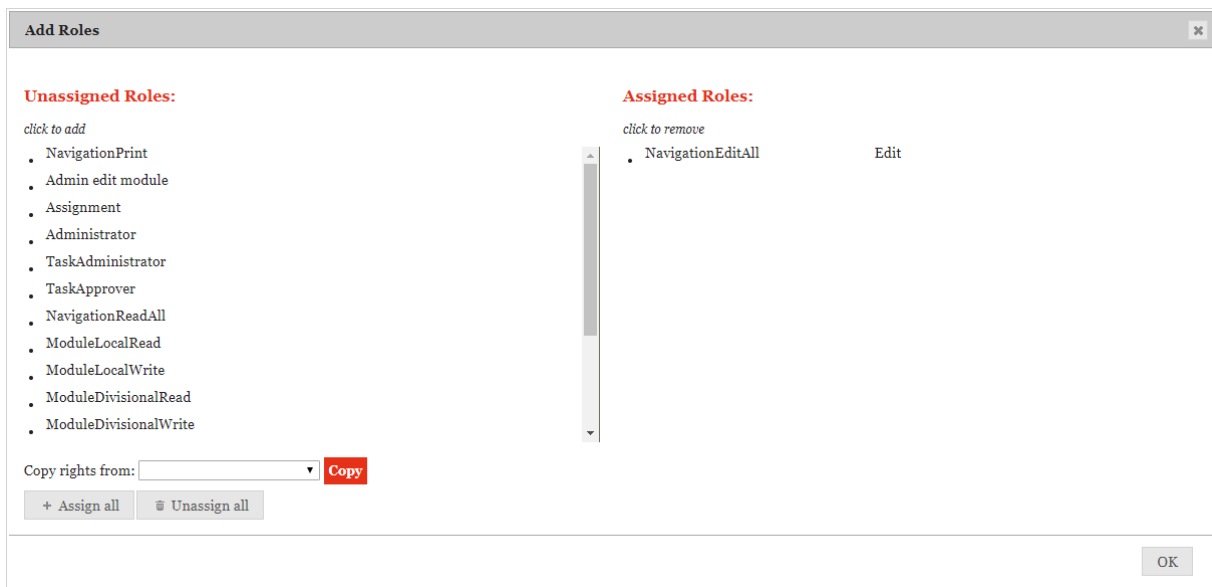 Add Roles
Unassigned Roles:
click to add
NavigationPrint
Admin edit module
Assignment
Administrator
TaskAdministrator
TaskApprover
NavigationReadAll
ModuleLocalRead
ModuleLocalWrite
ModuleDivisionalRead
ModuleDivisionalWrite
Copy rights from:
Copy
+ Assign all
Unassign all
Assigned Roles:
click to remove
NavigationEditAll Edit
OK